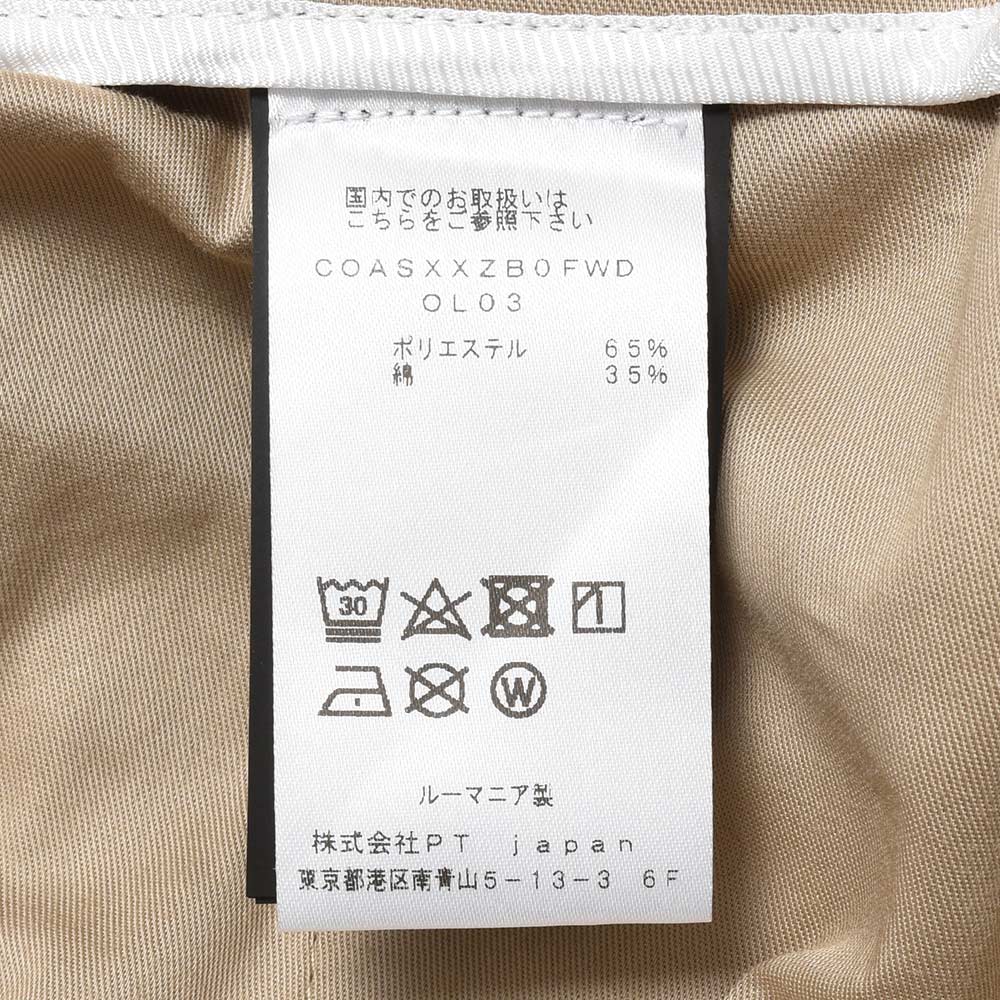 国内でのお取扱いは
こちらをご参照下さい
COASXXZB0FWD
OL03
ポリエステル 65%
綿 35%
30
W
ルーマニア製
株式会社PT japan
東京都港区南青山5-13-3 6F